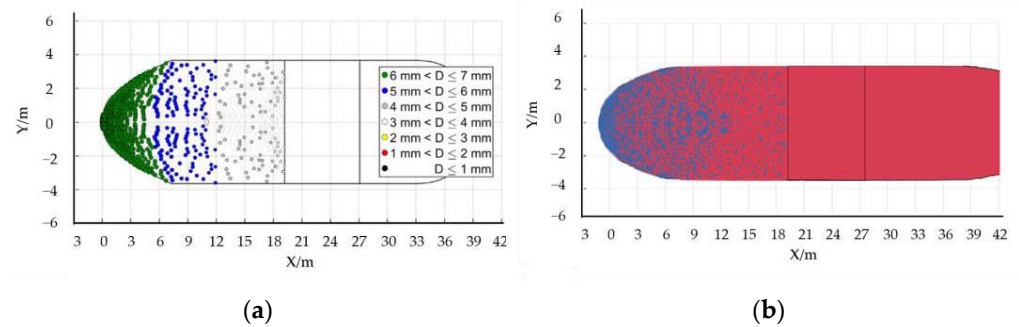 6
4
2
0
−2
−4
−6
Y/m
6 mm < D ≤ 7 mm
5 mm < D ≤ 6 mm
4 mm < D ≤ 5 mm
3 mm < D ≤ 4 mm
2 mm < D ≤ 3 mm
1 mm < D ≤ 2 mm
D ≤ 1 mm
3 0 3 6 9 12 15 18 21 24 27 30 33 36 39 42
X/m
(a)
6
4
2
0
−2
−4
−6
Y/m
3 0 3 6 9 12 15 18 21 24 27 30 33 36 39 42
X/m
(b)